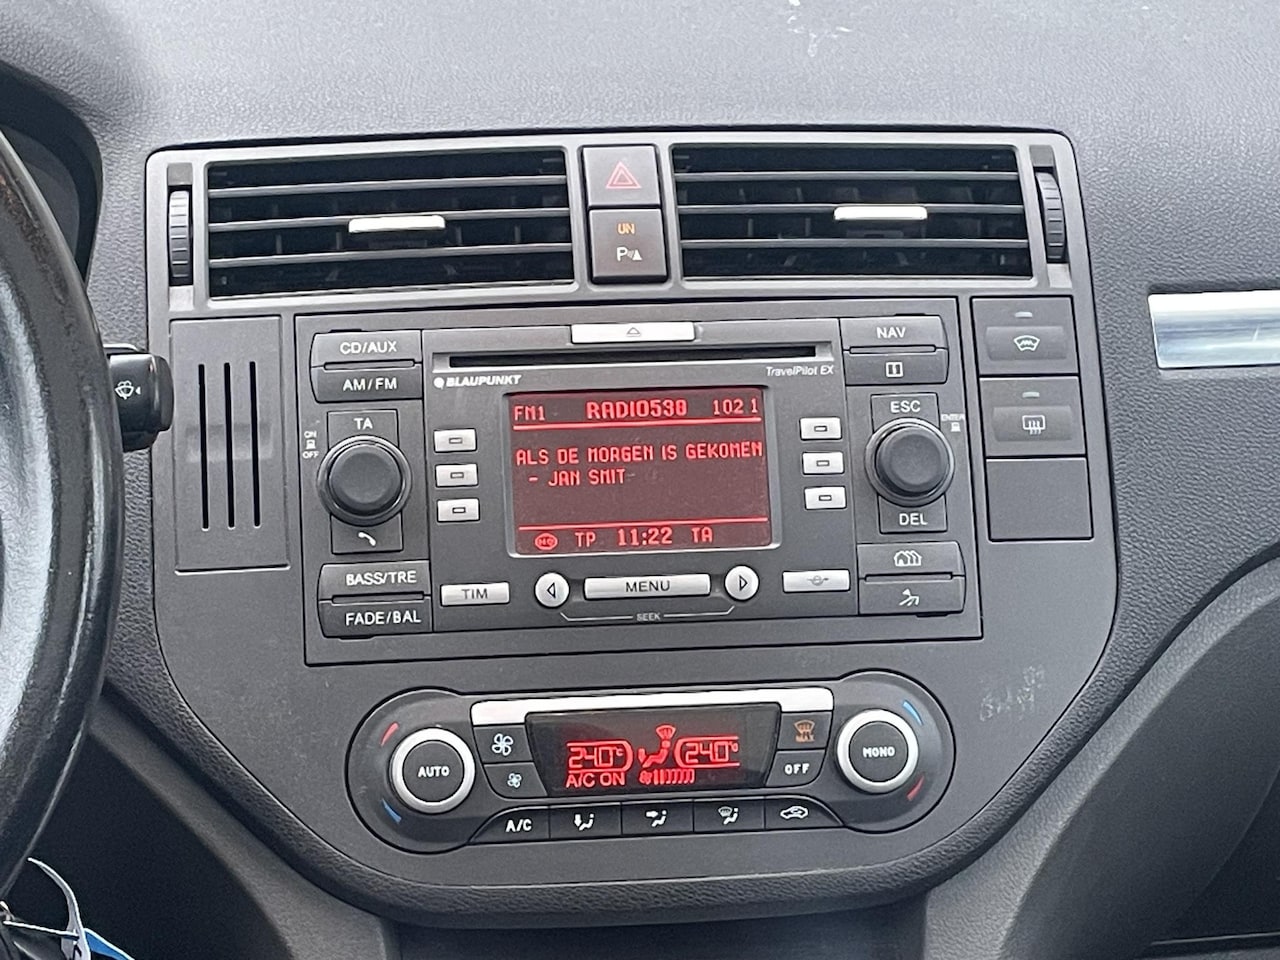 UN
P
CD/AUX
AM/FM
TA
ON
OFF
BASS/TRE
FADE/BAL
BLAUPUNKT
TravelPilot EX
FM1 RADIO538 102 1
ALS DE MORGEN IS GEKOMEN
- JAN SMIT-
TP 11:22 TA
TIM
MENU
SEEK
NAV
ESC
ENTER
DEL
AUTO
24.0°C 24.0°C
A/C ON
OFF
MONO
A/C